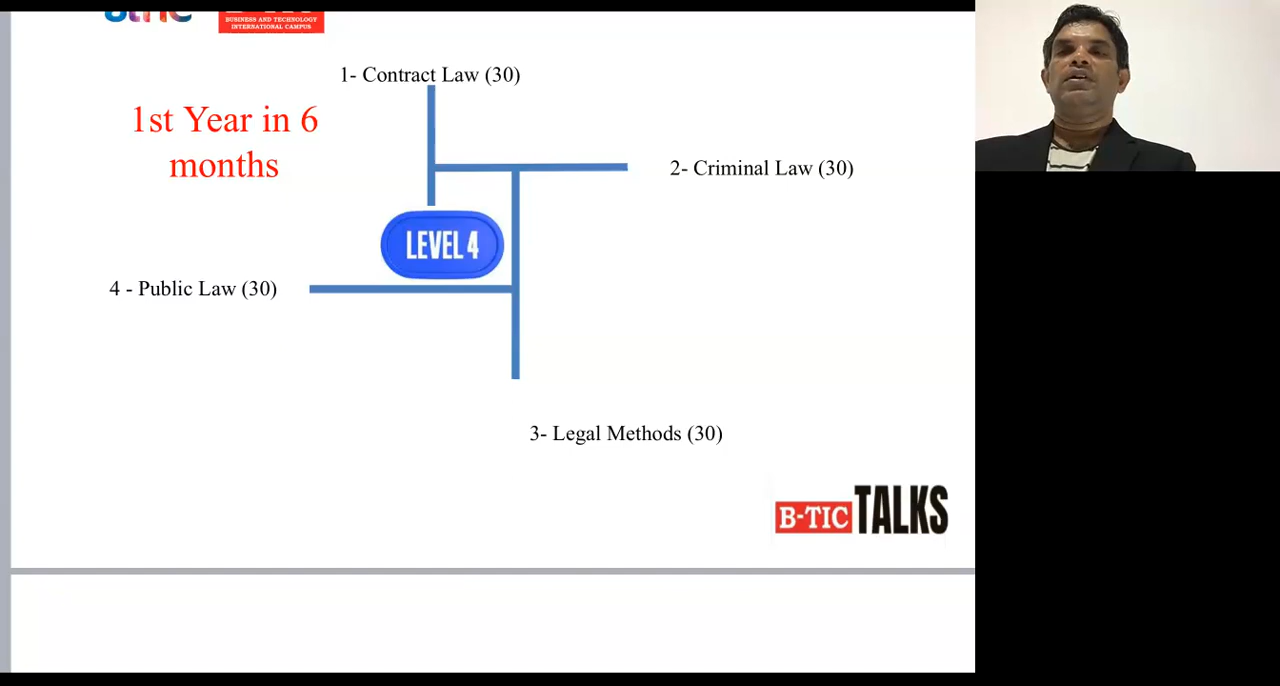 BUSINESS AND TECHNOLOGY
INTERNATIONAL CAMPUS
1- Contract Law (30)
1st Year in 6
months
2- Criminal Law (30)
LEVEL 4
4 - Public Law (30)
3- Legal Methods (30)
B-TIC TALKS